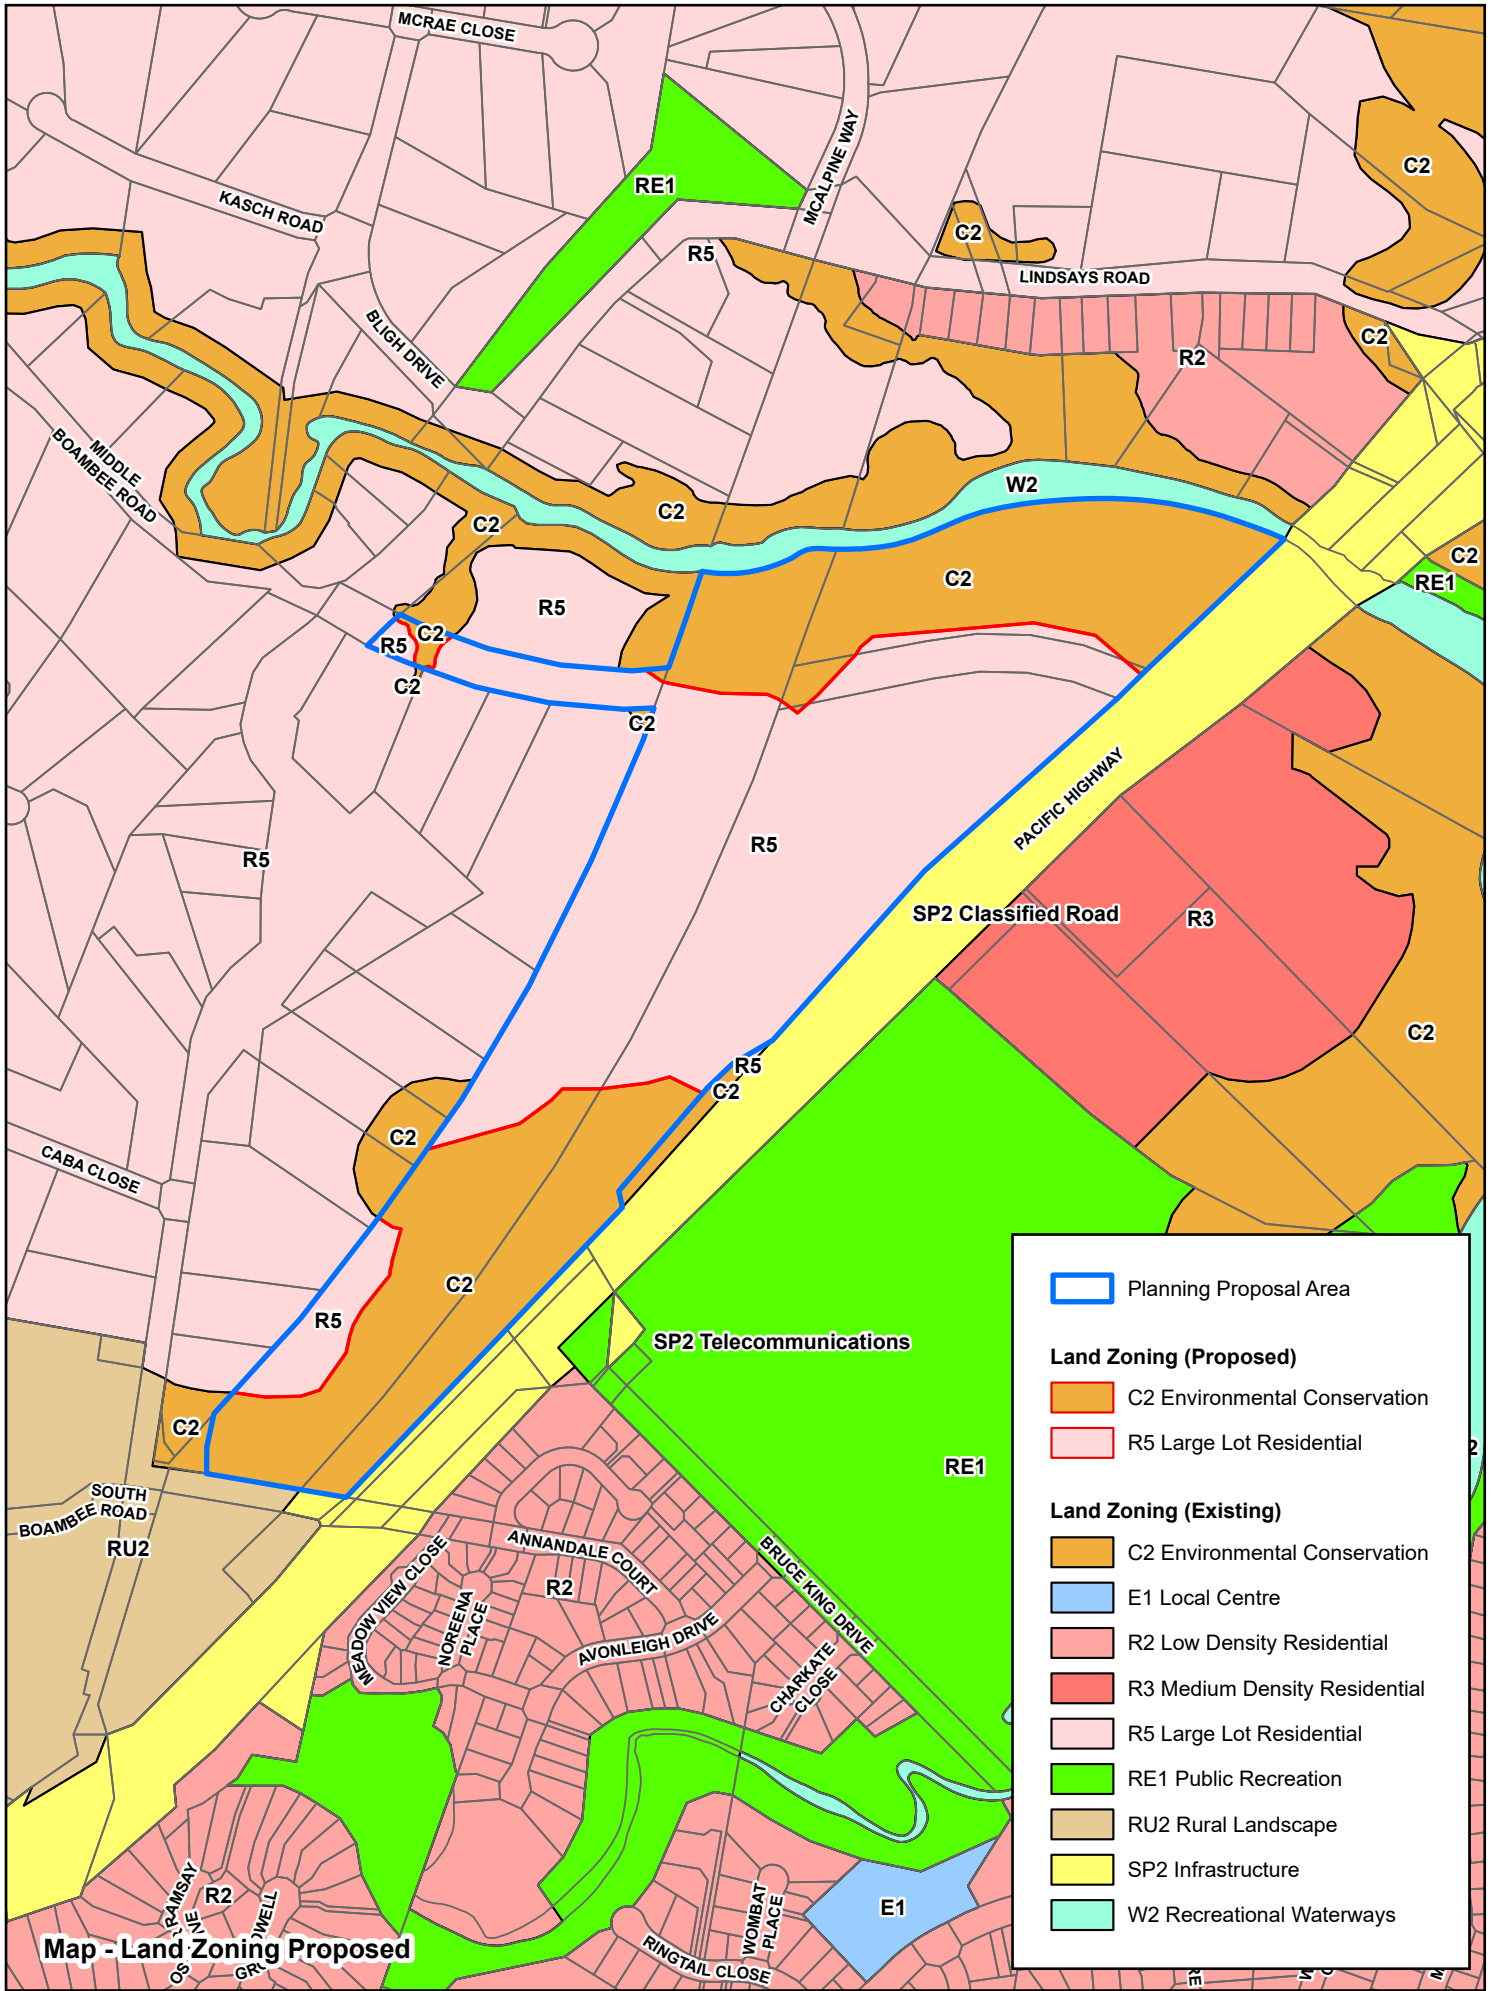 MCRAE CLOSE
MCALPINE WAY
KASCH ROAD
RE1
C2
C2
R5
LINDSAYS ROAD
BLIGH DRIVE
C2
R2
MIDDLE
BOAMBEE ROAD
W2
C2
C2
C2
RE1
C2
R5
C2
R5
C2
C2
PACIFIC HIGHWAY
R5
R5
SP2 Classified Road
R3
C2
R5
C2
C2
CABA CLOSE
C2
R5
SP2 Telecommunications
C2
RE1
SOUTH
BOAMBEE ROAD
RU2
MEADOW VIEW CLOSE
ANNANDALE COURT
R2
NOREENA
PLACE
AVONLEIGH DRIVE
BRUCE KING DRIVE
CHARKATE
CLOSE
R2
RAMSAY
E1
WOMBAT
PLACE
RINGTAIL CLOSE
Map - Land Zoning Proposed
Planning Proposal Area
Land Zoning (Proposed)
C2 Environmental Conservation
R5 Large Lot Residential
Land Zoning (Existing)
C2 Environmental Conservation
E1 Local Centre
R2 Low Density Residential
R3 Medium Density Residential
R5 Large Lot Residential
RE1 Public Recreation
RU2 Rural Landscape
SP2 Infrastructure
W2 Recreational Waterways